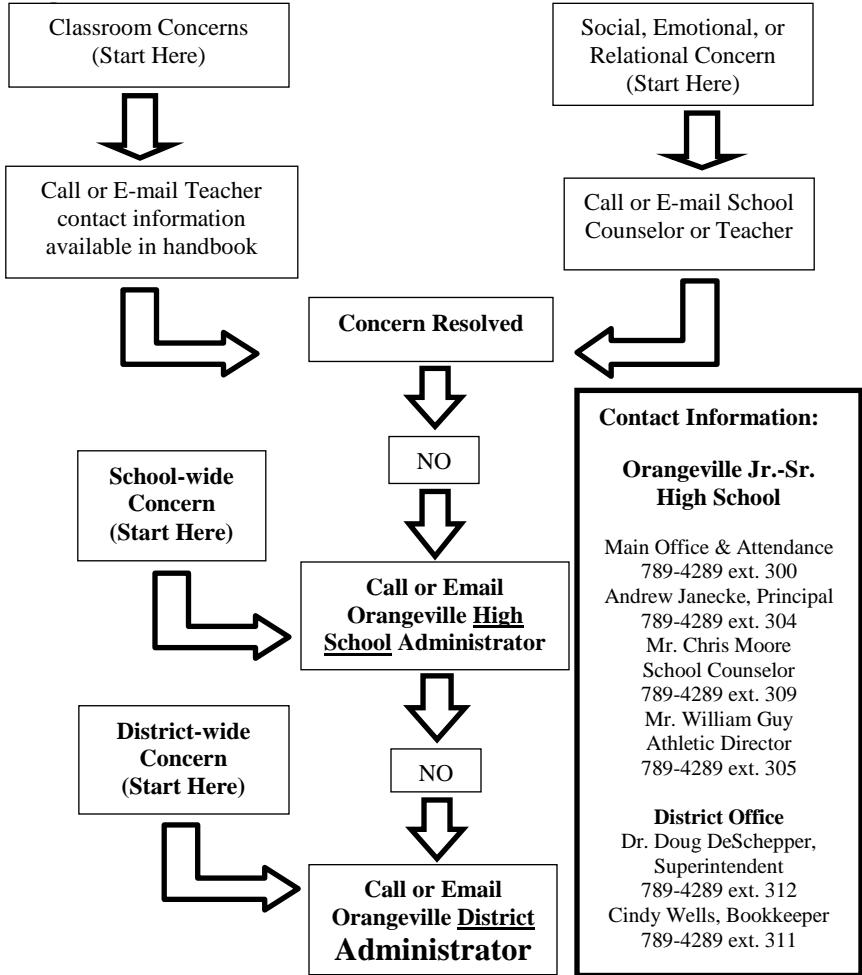 Classroom Concerns
(Start Here)
Social, Emotional, or
Relational Concern
(Start Here)
Call or E-mail Teacher
contact information
available in handbook
Call or E-mail School
Counselor or Teacher
Concern Resolved
NO
School-wide
Concern
(Start Here)
Call or Email
Orangeville High
School Administrator
District-wide
Concern
(Start Here)
NO
Call or Email
Orangeville District
Administrator
Contact Information:
Orangeville Jr.-Sr.
High School
Main Office & Attendance
789-4289 ext. 300
Andrew Janecke, Principal
789-4289 ext. 304
Mr. Chris Moore
School Counselor
789-4289 ext. 309
Mr. William Guy
Athletic Director
789-4289 ext. 305
District Office
Dr. Doug DeSchepper,
Superintendent
789-4289 ext. 312
Cindy Wells, Bookkeeper
789-4289 ext. 311